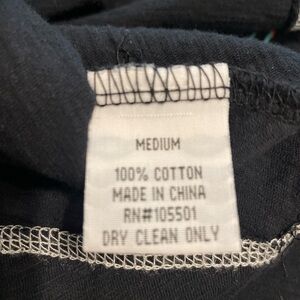 MEDIUM
100% COTTON
MADE IN CHINA
RN#105501
DRY CLEAN ONLY